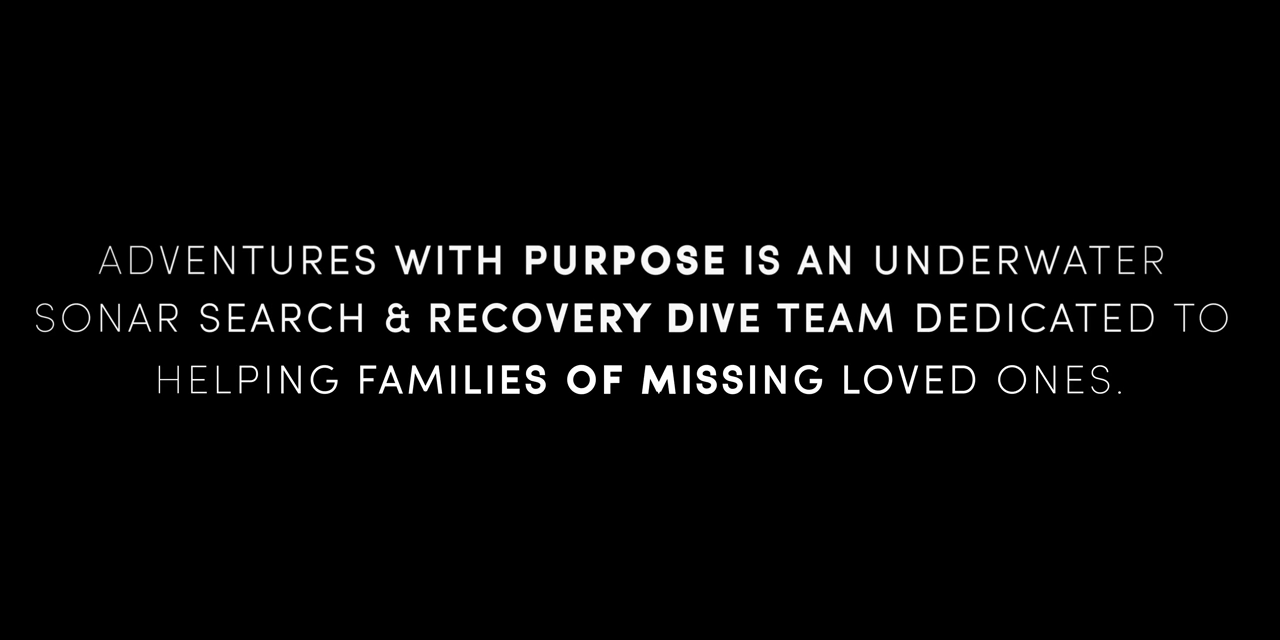 ADVENTURES WITH PURPOSE IS AN UNDERWATER
SONAR SEARCH & RECOVERY DIVE TEAM DEDICATED TO
HELPING FAMILIES OF MISSING LOVED ONES.